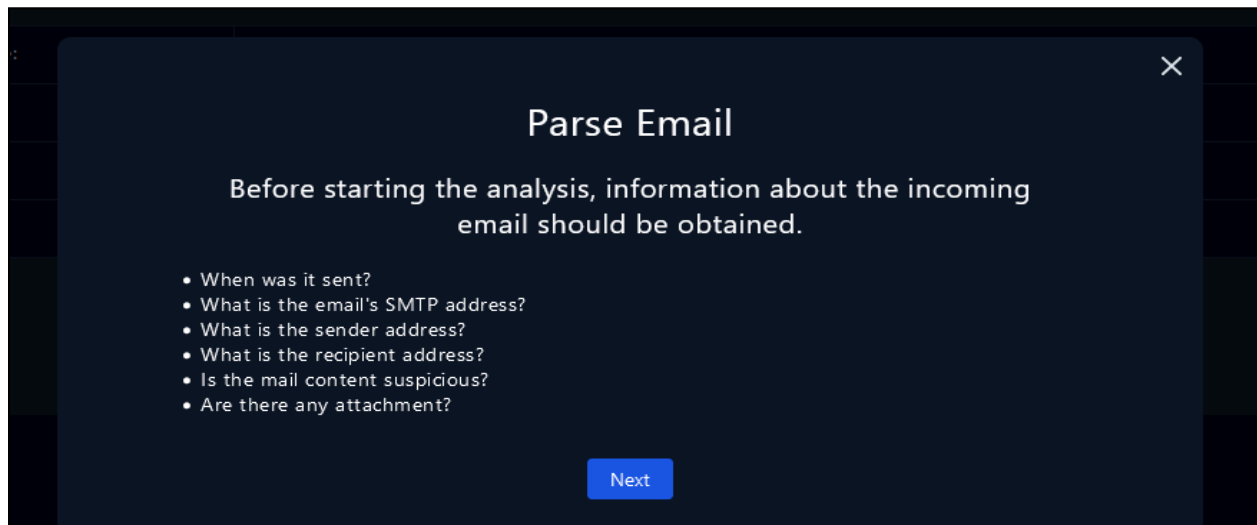 Parse Email
Before starting the analysis, information about the incoming
email should be obtained.
• When was it sent?
• What is the email's SMTP address?
• What is the sender address?
• What is the recipient address?
• Is the mail content suspicious?
• Are there any attachment?
Next